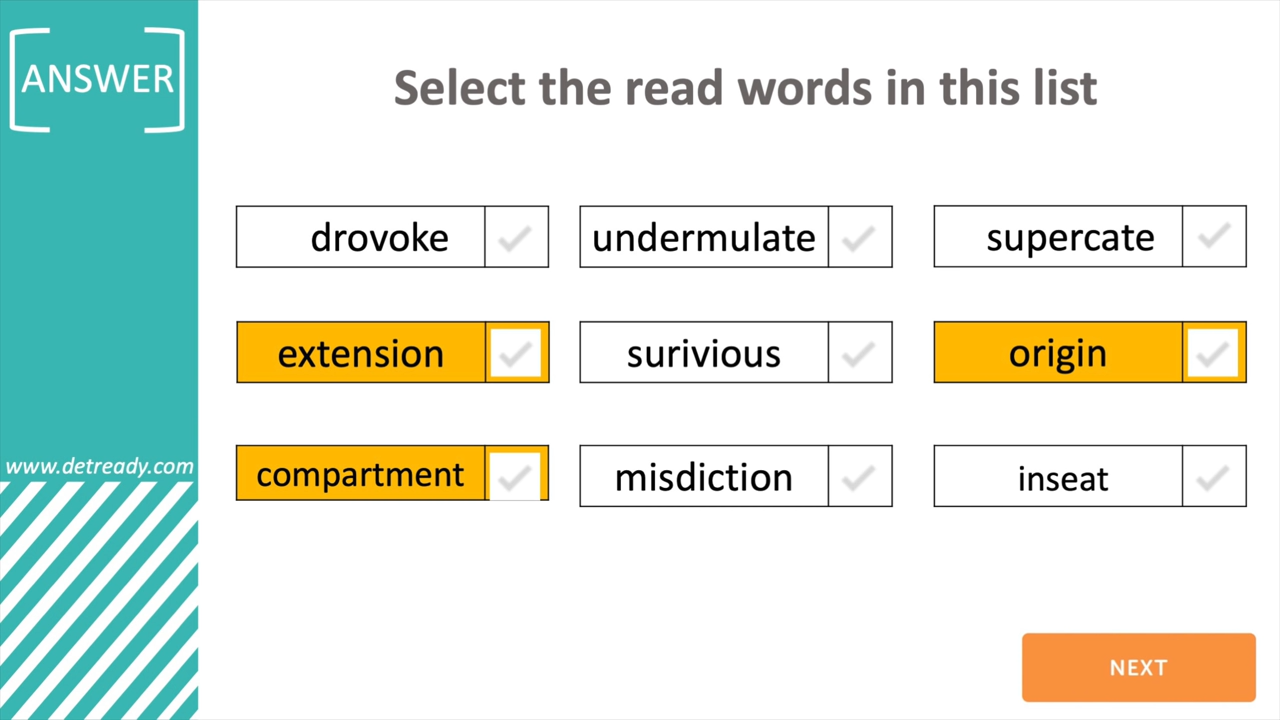 ANSWER
Select the read words in this list
drovoke
undermulate
supercate
extension
surivious
origin
compartment
misdiction
inseat
www.detready.com
NEXT